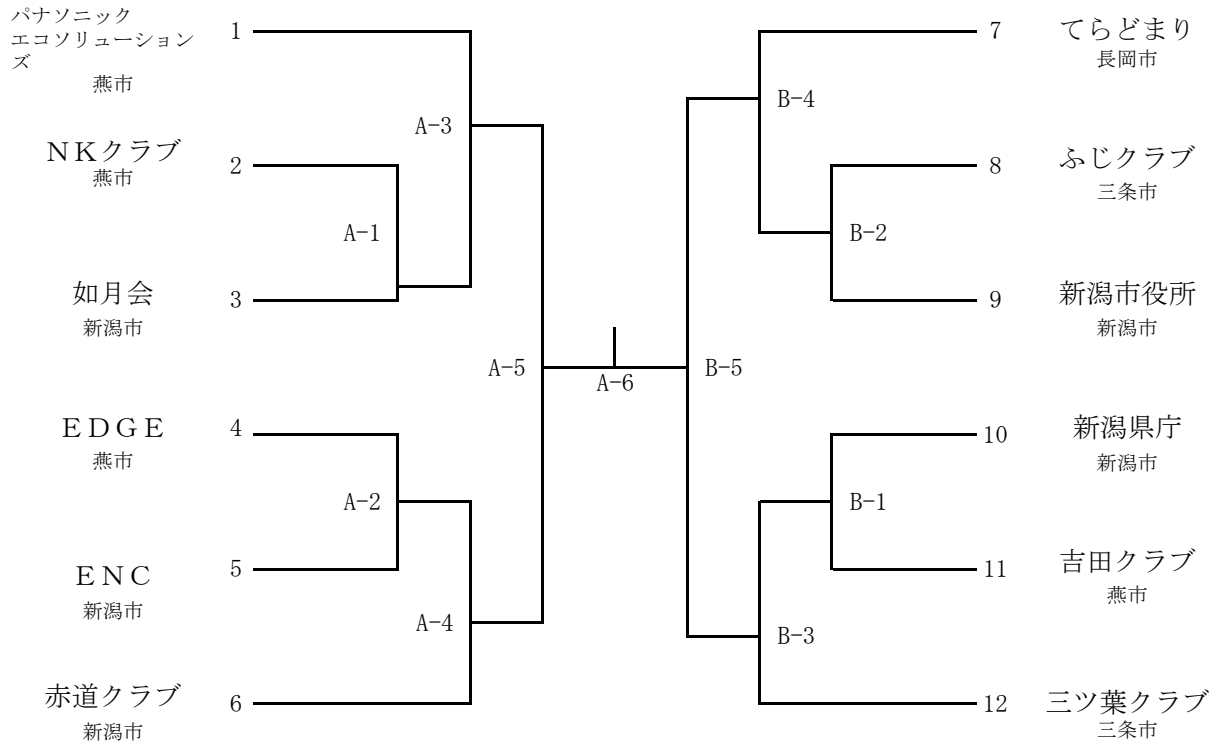 パナソニック
エコソリューション
ズ
燕市
1
ＮＫクラブ
燕市
2
如月会
新潟市
3
ＥＤＧＥ
燕市
4
ＥＮＣ
新潟市
5
赤道クラブ
新潟市
6
A-1
A-2
A-3
A-4
A-5
A-6
B-5
B-4
B-3
B-2
B-1
7
てらどまり
長岡市
8
ふじクラブ
三条市
9
新潟市役所
新潟市
10
新潟県庁
新潟市
11
吉田クラブ
燕市
12
三ツ葉クラブ
三条市